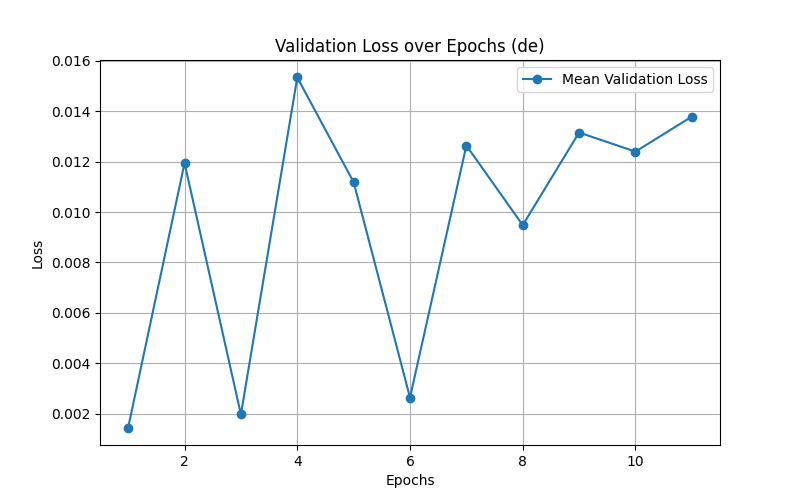 Validation Loss over Epochs (de)
Mean Validation Loss
0.016
0.014
0.012
0.010
0.008
0.006
0.004
0.002
Loss
2 4 6 8 10
Epochs